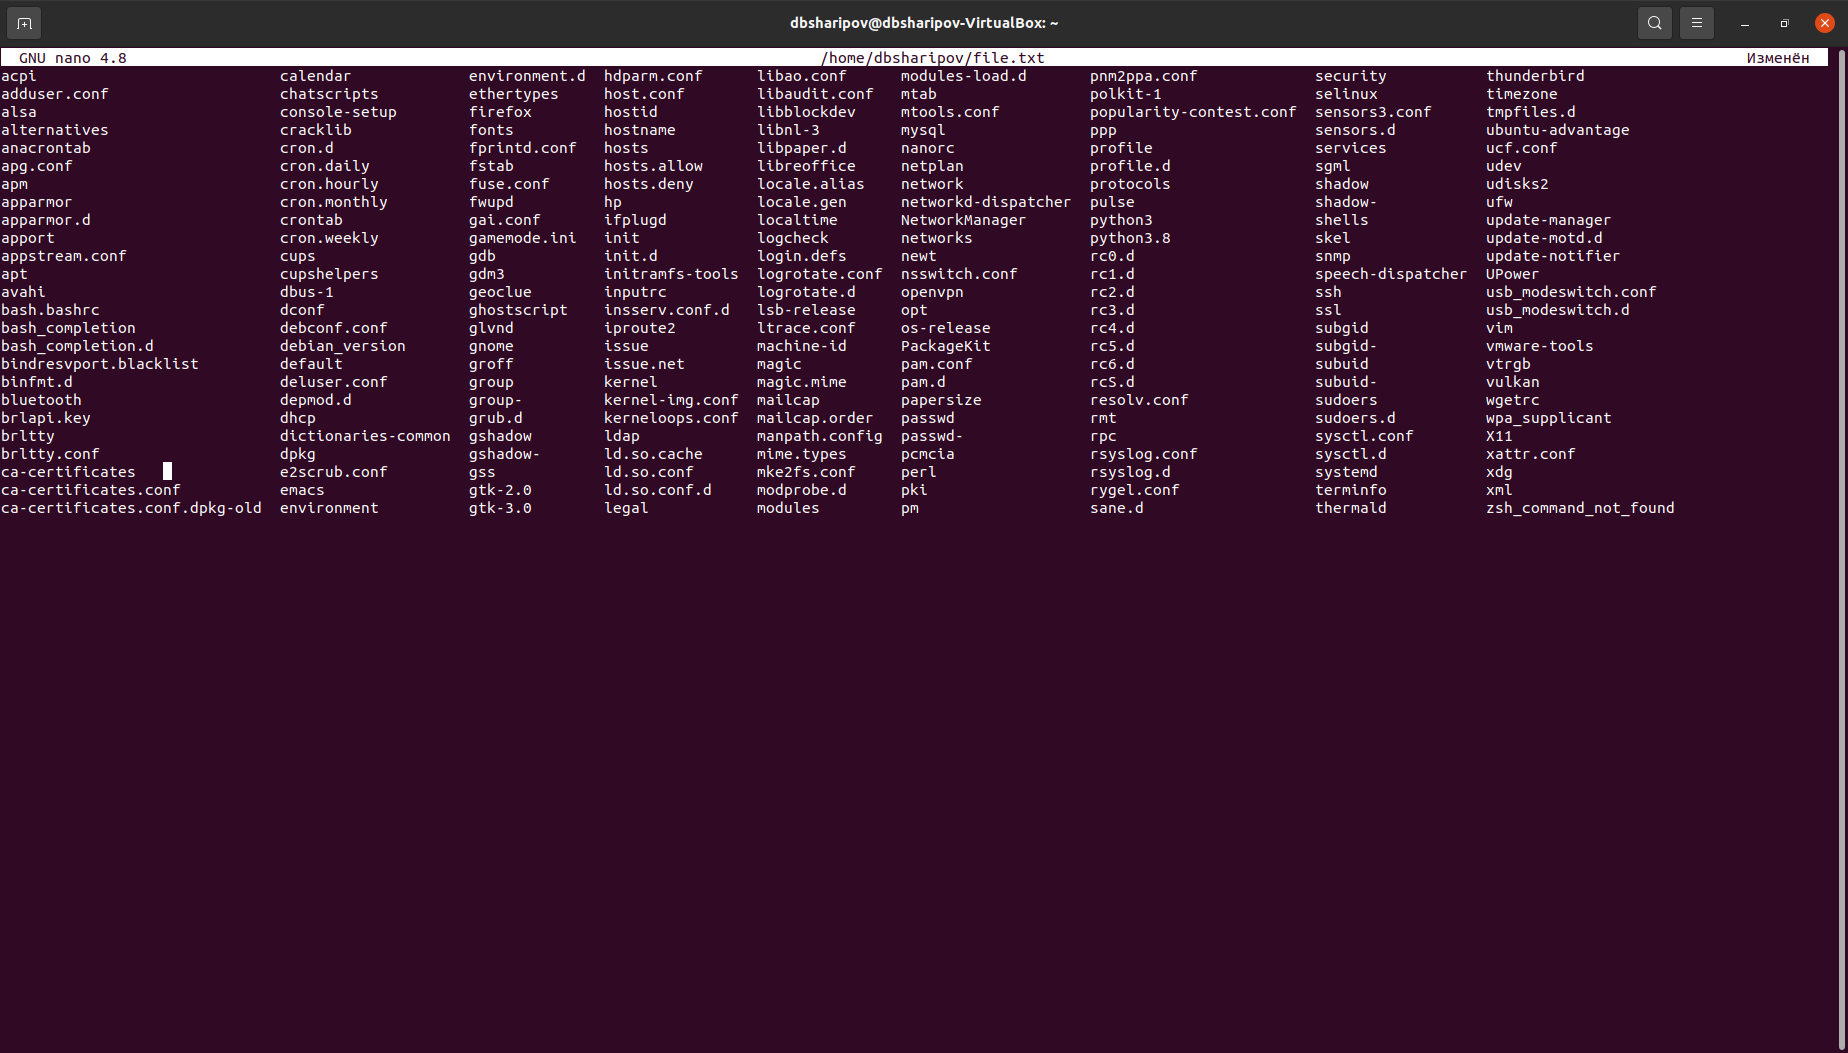 dbsharipov@dbsharipov-VirtualBox: ~
GNU nano 4.8 /home/dbsharipov/file.txt Изменён
acpi calendar environment.d hdparm.conf libao.conf modules-load.d pnm2ppa.conf security thunderbird
adduser.conf chatscripts ethertypes host.conf libaudit.conf mtab polkit-1 selinux timezone
alsa console-setup firefox hostid libblockdev mtools.conf popularity-contest.conf sensors3.conf tmpfiles.d
alternatives cracklib fonts hostname libnl-3 mysql ppp sensors.d ubuntu-advantage
anacrontab cron.d fprintd.conf hosts libpaper.d nanorc profile services ucf.conf
apg.conf cron.daily fstab hosts.allow libreoffice netplan profile.d sgml udev
apm cron.hourly fuse.conf hosts.deny locale.alias network protocols shadow udisks2
apparmor cron.monthly fwupd hp locale.gen networkd-dispatcher pulse shadow- ufw
apparmor.d crontab gai.conf ifplugd localtime NetworkManager python3 shells update-manager
apport cron.weekly gamemode.ini init logcheck networks python3.8 skel update-motd.d
appstream.conf cups gdb init.d login.defs newt rc0.d snmp update-notifier
apt cupshelpers gdm3 initramfs-tools logrotate.conf nsswitch.conf rc1.d speech-dispatcher UPower
avahi dbus-1 geoclue inputrc logrotate.d openvpn rc2.d ssh usb_modeswitch.conf
bash.bashrc dconf ghostscript insserv.conf.d lsb-release opt rc3.d ssl usb_modeswitch.d
bash_completion debconf.conf glvnd iproute2 ltrace.conf os-release rc4.d subgid vim
bash_completion.d debian_version gnome issue machine-id PackageKit rc5.d subgid- vmware-tools
bindresvport.blacklist default groff issue.net magic pam.conf rc6.d subuid vtrgb
binfmt.d deluser.conf group kernel magic.mime pam.d rcS.d subuid- vulkan
bluetooth depmod.d group- kernel-img.conf mailcap papersize resolv.conf sudoers wgetrc
brlapi.key dhcp grub.d kerneloops.conf mailcap.order passwd rmt sudoers.d wpa_supplicant
brltty dictionaries-common gshadow ldap manpath.config passwd- rpc sysctl.conf X11
brltty.conf dpkg gshadow- ld.so.cache mime.types pcmcia rsyslog.conf sysctl.d xattr.conf
ca-certificates e2scrub.conf gss ld.so.conf mke2fs.conf perl rsyslog.d systemd xdg
ca-certificates.conf emacs gtk-2.0 ld.so.conf.d modprobe.d pki rygel.conf terminfo xml
ca-certificates.conf.dpkg-old environment gtk-3.0 legal modules pm sane.d thermald zsh_command_not_found